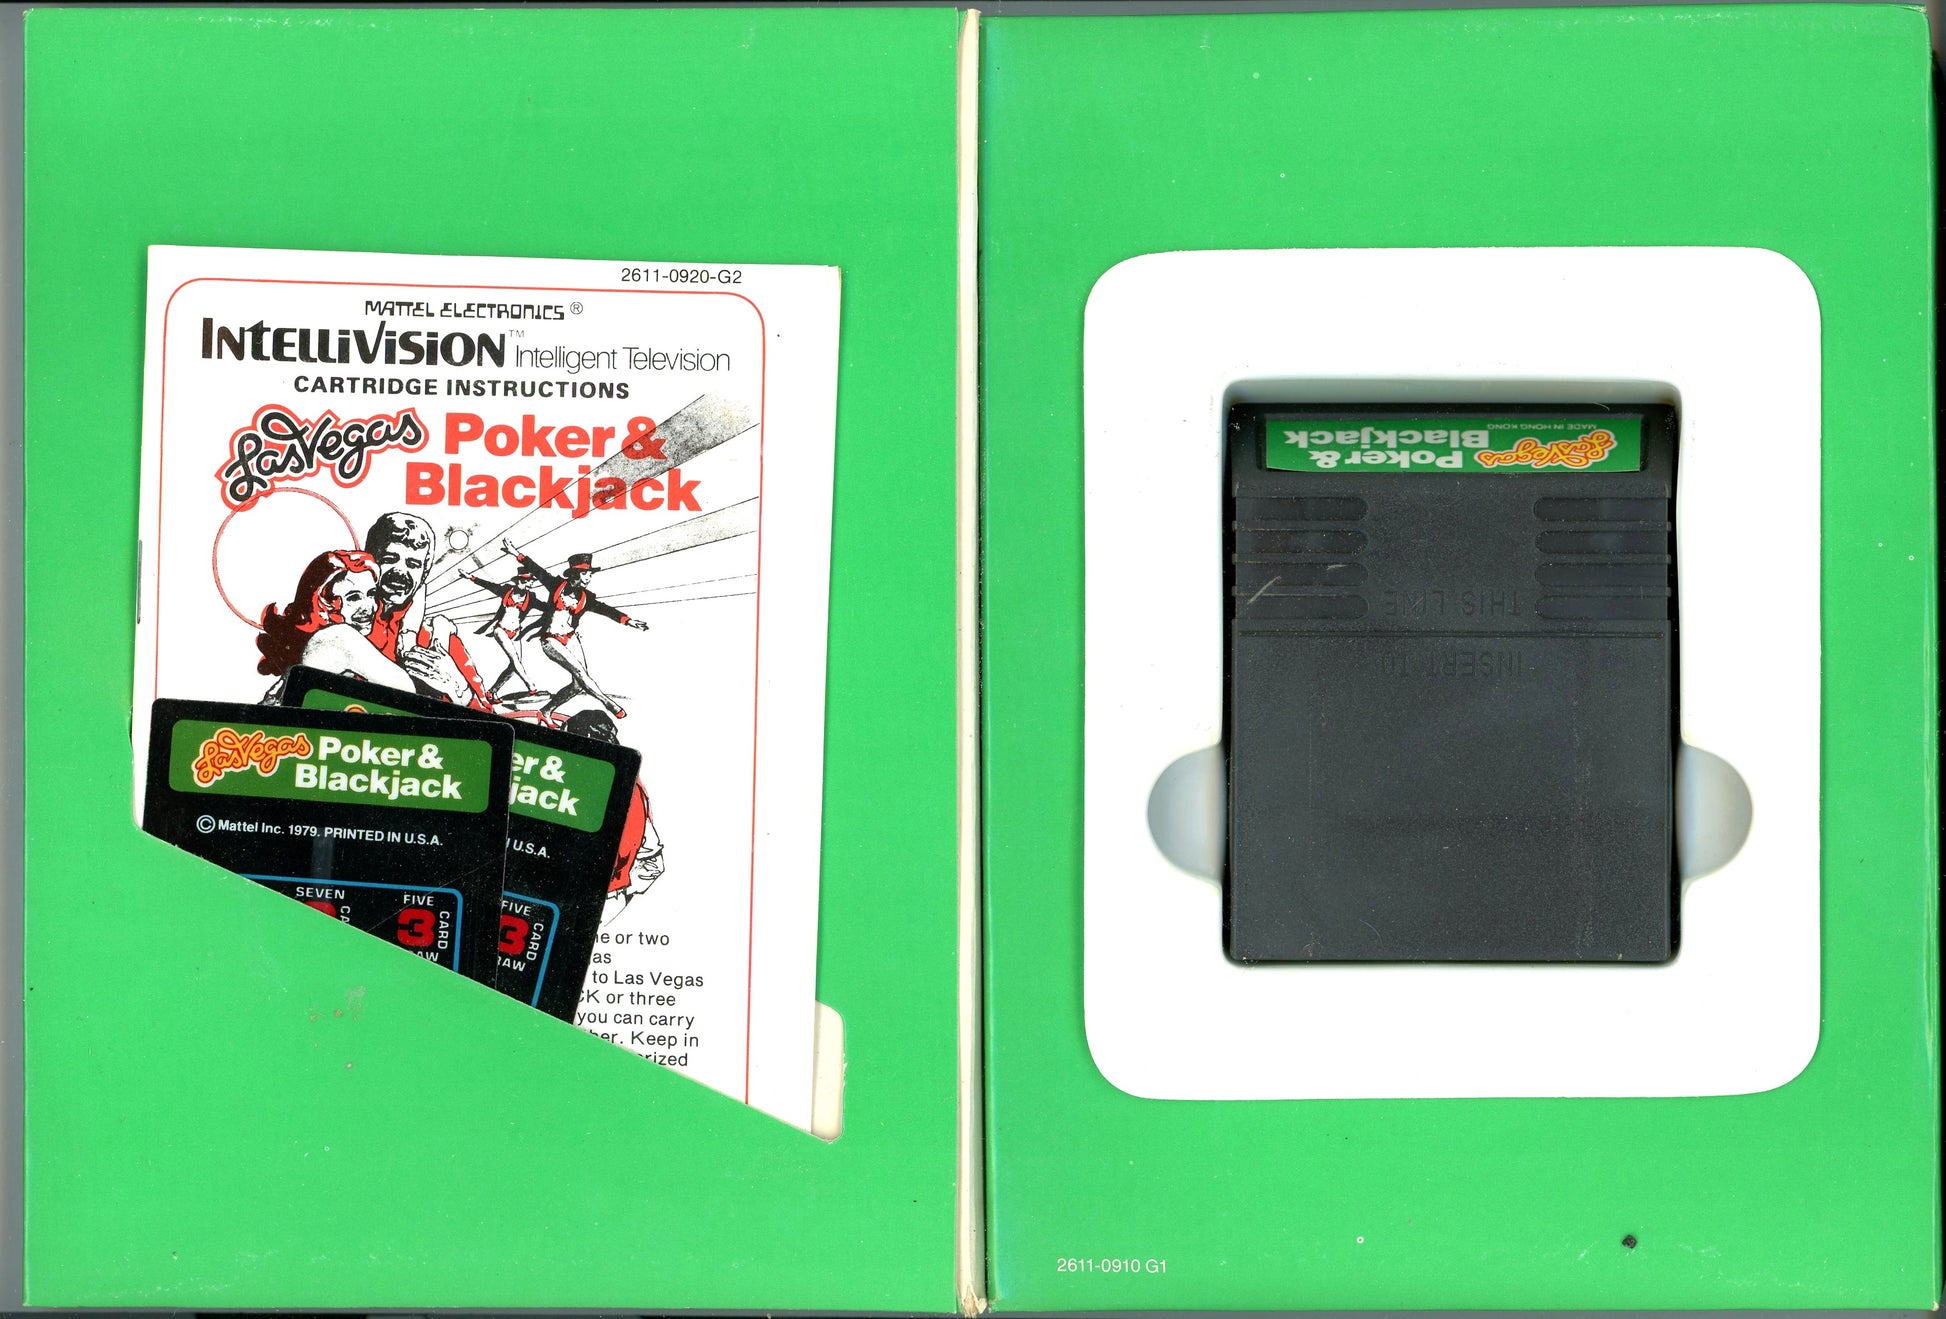 2611-0920-G2
MATTEL ELECTRONICS®
INTELLIVISION™ Intelligent Television
CARTRIDGE INSTRUCTIONS
Las Vegas Poker &
Blackjack
Las Vegas Poker &
Blackjack
© Mattel Inc. 1979. PRINTED IN U.S.A.
SEVEN
FIVE
3 CARD
er &
jack
U.S.A.
FIVE
3 CARD
or two
as
to Las Vegas
or three
you can carry
Keep in
MADE IN HONG KONG
Las Vegas Poker &
Blackjack
THIS LINE
INSERT TO
2611-0910 G1